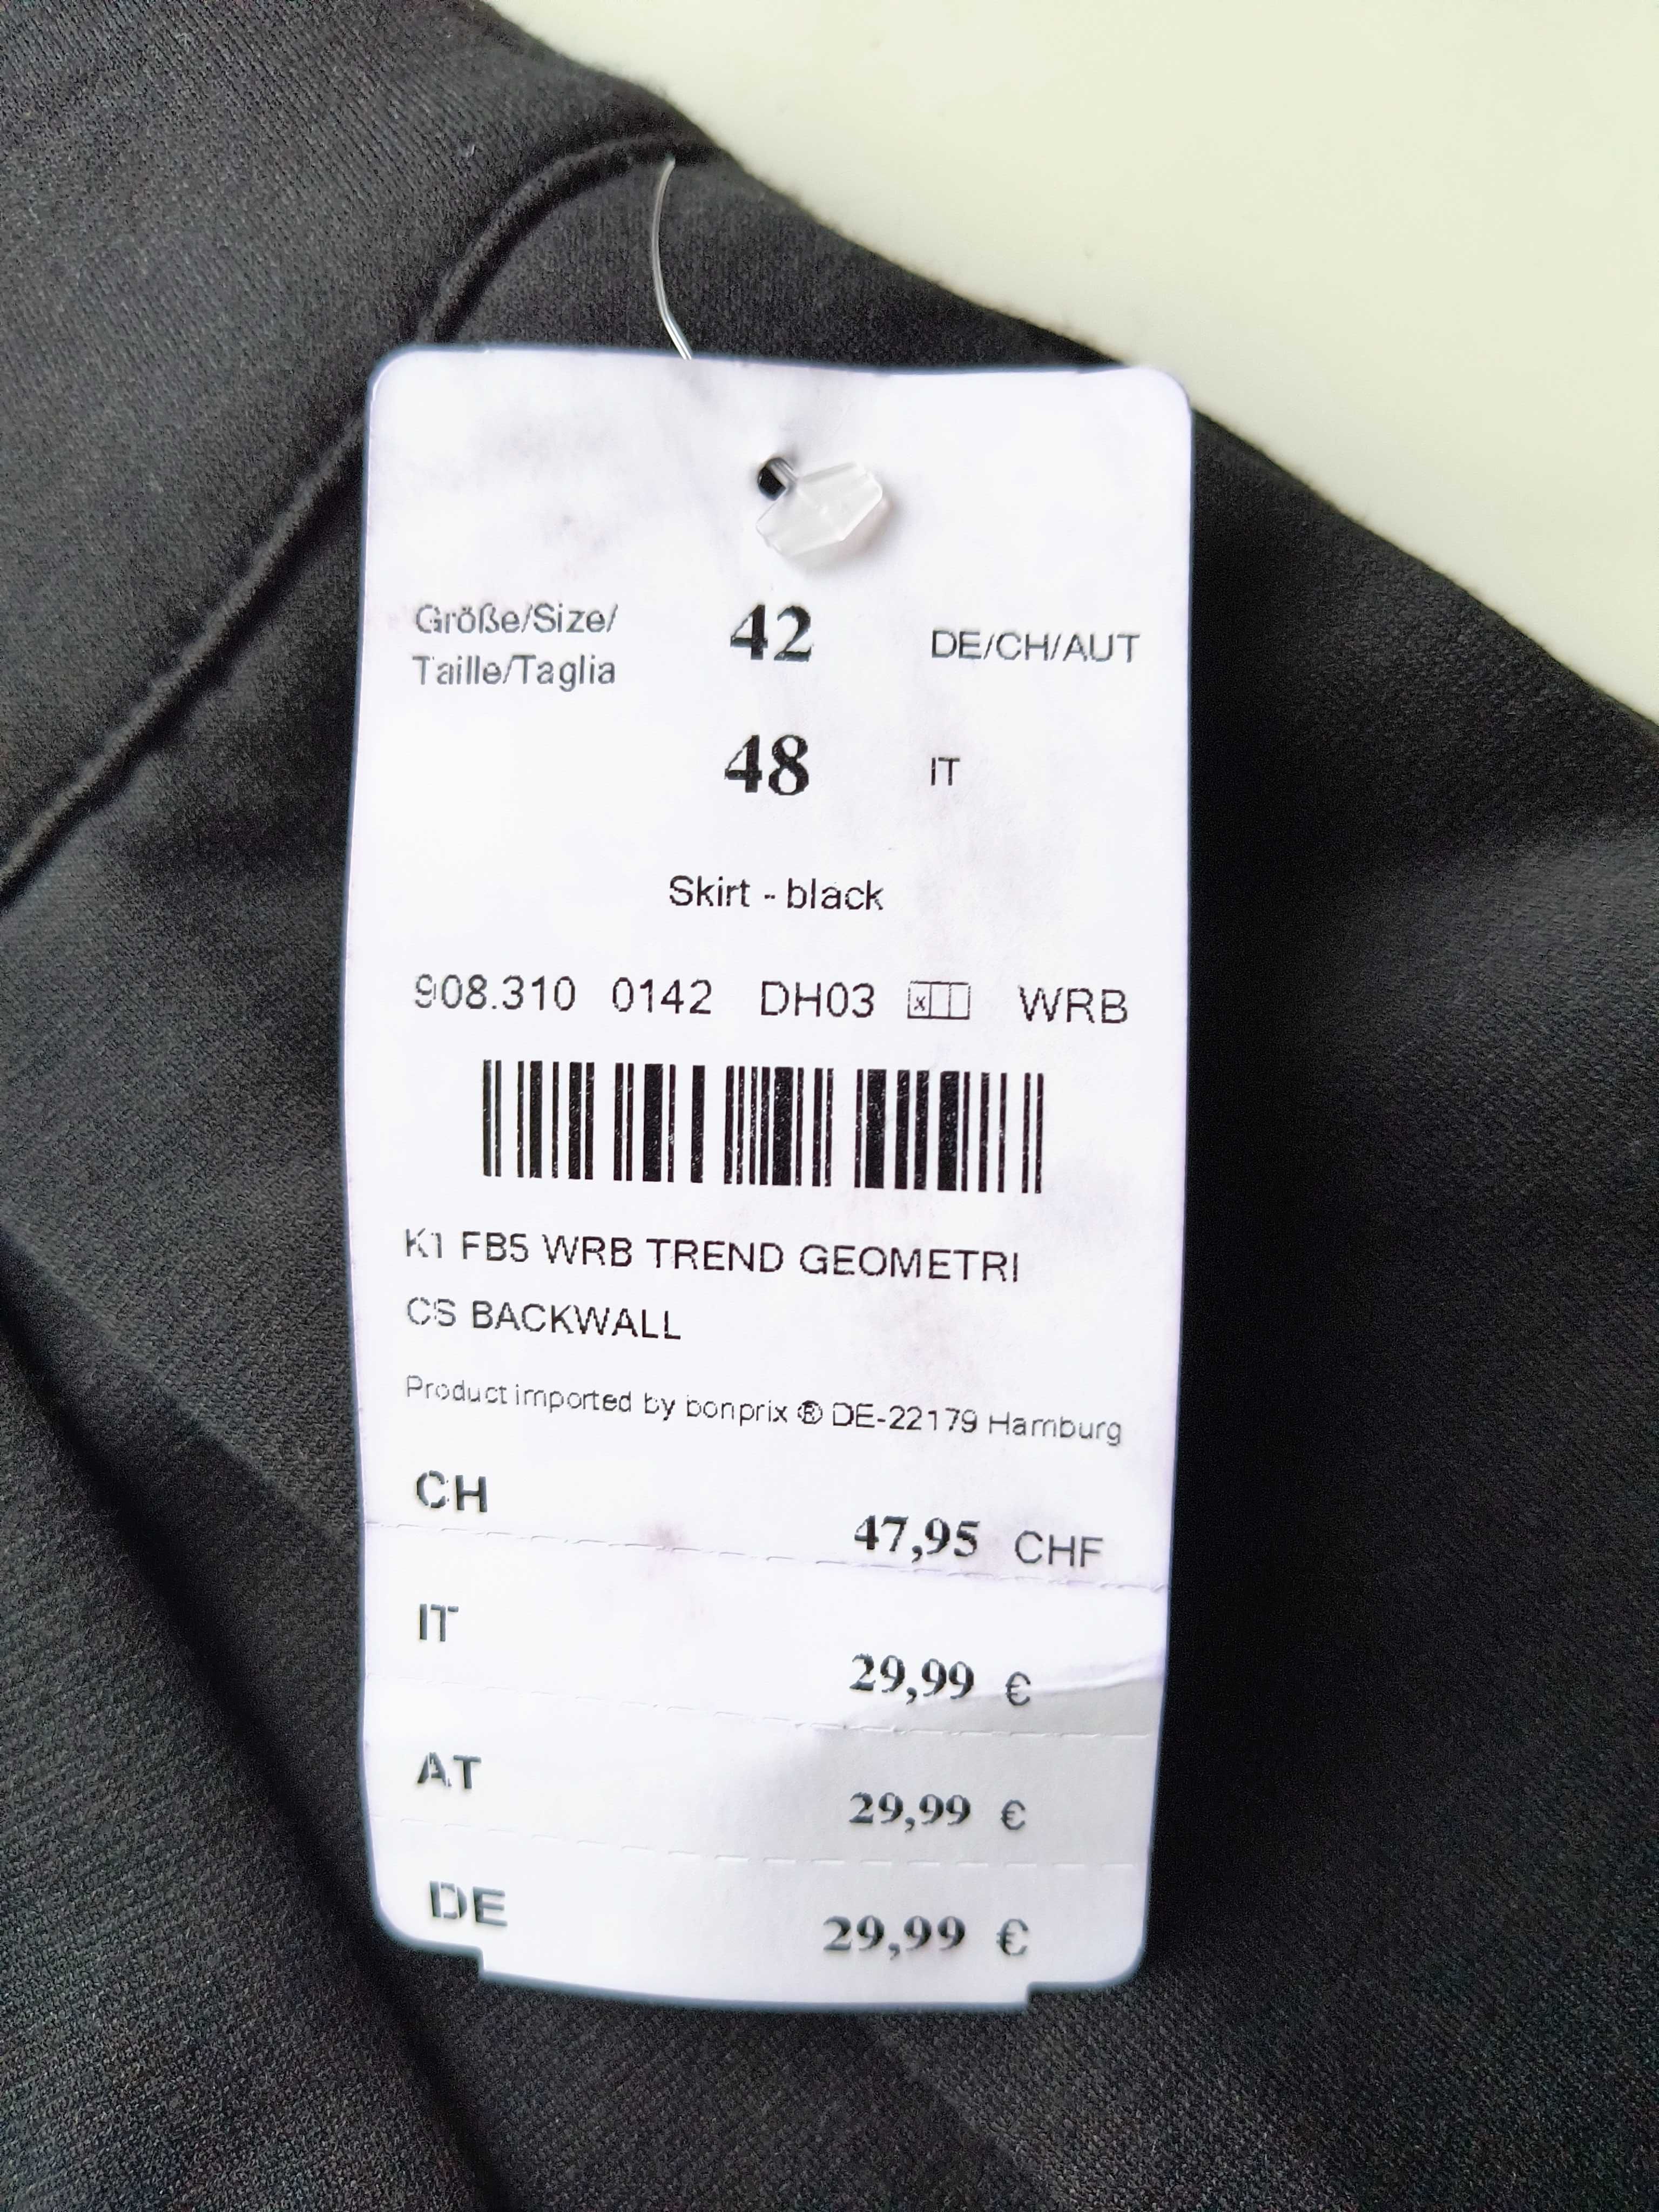 Größe/Size/ 42 DE/CH/AUT
Taille/Taglia
48 IT
Skirt - black
908.310 0142 DH03 x WRB
K1 FB5 WRB TREND GEOMETRI
CS BACKWALL
Product imported by bonprix ® DE-22179 Hamburg
CH
47,95 CHF
IT
29,99 €
AT
29,99 €
DE
29,99 €